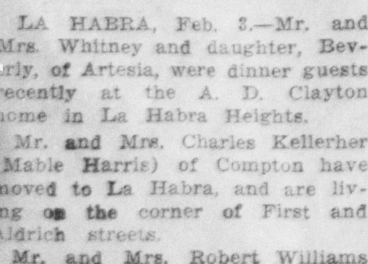 LA HABRA, Feb. 3.—Mr. and
Mrs. Whitney and daughter, Bev-
erly, of Artesia, were dinner guests
recently at the A. D. Clayton
home in La Habra Heights.
Mr. and Mrs. Charles Kellerher
(Mable Harris) of Compton have
moved to La Habra, and are liv-
ing on the corner of First and
Aldrich streets.
Mr. and Mrs. Robert Williams